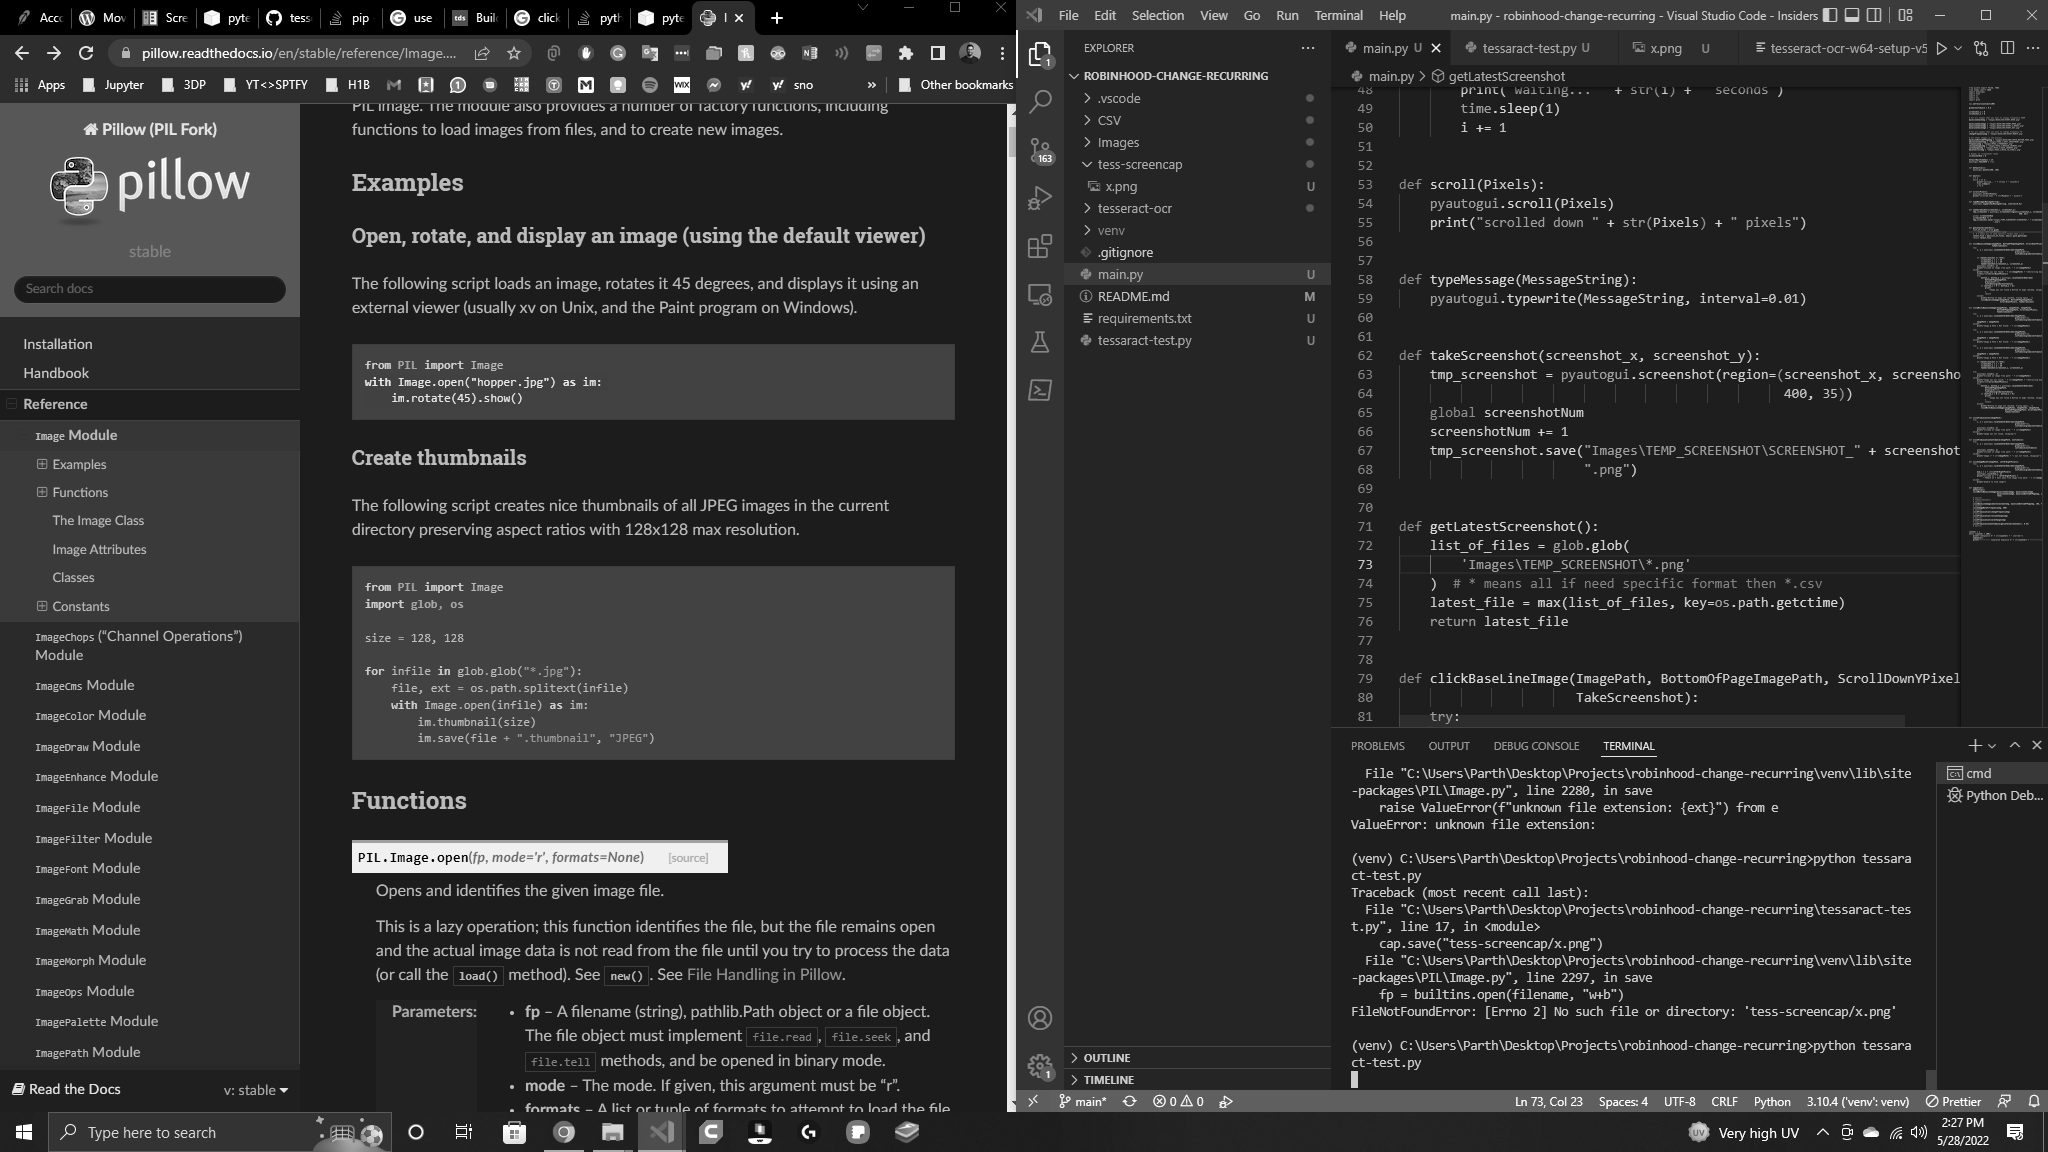 Acc
Mov
Scre
pyte
tess
pip
use
Buil
click
pyth
pyte
pillow.readthedocs.io/en/stable/reference/Image....
Apps
Jupyter
3DP
YT<>SPTFY
H1B
sno
»
Other bookmarks
Pillow (PIL Fork)
pillow
stable
Search docs
Installation
Handbook
Reference
Image Module
Examples
Functions
The Image Class
Image Attributes
Classes
Constants
ImageChops (“Channel Operations”)
Module
ImageCms Module
ImageColor Module
ImageDraw Module
ImageEnhance Module
ImageFile Module
ImageFilter Module
ImageFont Module
ImageGrab Module
ImageMath Module
ImageMorph Module
ImageOps Module
ImagePalette Module
ImagePath Module
Read the Docs
v: stable
PIL image. The module also provides a number of factory functions, including
functions to load images from files, and to create new images.
Examples
Open, rotate, and display an image (using the default viewer)
The following script loads an image, rotates it 45 degrees, and displays it using an
external viewer (usually xv on Unix, and the Paint program on Windows).
from PIL import Image
with Image.open("hopper.jpg") as im:
    im.rotate(45).show()
Create thumbnails
The following script creates nice thumbnails of all JPEG images in the current
directory preserving aspect ratios with 128x128 max resolution.
from PIL import Image
import glob, os
size = 128, 128
for infile in glob.glob("*.jpg"):
    file, ext = os.path.splitext(infile)
    with Image.open(infile) as im:
        im.thumbnail(size)
        im.save(file + ".thumbnail", "JPEG")
Functions
PIL.Image.open(fp, mode='r', formats=None) [source]
Opens and identifies the given image file.
This is a lazy operation; this function identifies the file, but the file remains open
and the actual image data is not read from the file until you try to process the data
(or call the load() method). See new(). See File Handling in Pillow.
Parameters:
• fp – A filename (string), pathlib.Path object or a file object.
The file object must implement file.read, file.seek, and
file.tell methods, and be opened in binary mode.
• mode – The mode. If given, this argument must be “r”.
• formats – A list or tuple of formats to attempt to load the file
File Edit Selection View Go Run Terminal Help
main.py - robinhood-change-recurring - Visual Studio Code - Insiders
EXPLORER
ROBINHOOD-CHANGE-RECURRING
.vscode
CSV
Images
tess-screencap
x.png U
tesseract-ocr
venv
.gitignore
main.py U
README.md M
requirements.txt U
tessaract-test.py U
OUTLINE
TIMELINE
1
163
1
main.py U
tessaract-test.py U
x.png U
tesseract-ocr-w64-setup-v5
main.py > getLatestScreenshot
48 print("waiting... " + str(i) + " seconds")
49 time.sleep(1)
50 i += 1
51
52
53 def scroll(Pixels):
54 pyautogui.scroll(Pixels)
55 print("scrolled down " + str(Pixels) + " pixels")
56
57
58 def typeMessage(MessageString):
59 pyautogui.typewrite(MessageString, interval=0.01)
60
61
62 def takeScreenshot(screenshot_x, screenshot_y):
63 tmp_screenshot = pyautogui.screenshot(region=(screenshot_x, screensho
64 400, 35))
65 global screenshotNum
66 screenshotNum += 1
67 tmp_screenshot.save("Images\TEMP_SCREENSHOT\SCREENSHOT_" + screenshot
68 ".png")
69
70
71 def getLatestScreenshot():
72 list_of_files = glob.glob(
73 'Images\TEMP_SCREENSHOT\*.png'
74 )  # * means all if need specific format then *.csv
75 latest_file = max(list_of_files, key=os.path.getctime)
76 return latest_file
77
78
79 def clickBaseLineImage(ImagePath, BottomOfPageImagePath, ScrollDownYPixel
80 TakeScreenshot):
81 try:
PROBLEMS OUTPUT DEBUG CONSOLE TERMINAL
File "C:\Users\Parth\Desktop\Projects\robinhood-change-recurring\venv\lib\site
-packages\PIL\Image.py", line 2280, in save
    raise ValueError(f"unknown file extension: {ext}") from e
ValueError: unknown file extension:
(venv) C:\Users\Parth\Desktop\Projects\robinhood-change-recurring>python tessara
ct-test.py
Traceback (most recent call last):
  File "C:\Users\Parth\Desktop\Projects\robinhood-change-recurring\tessaract-tes
t.py", line 17, in <module>
    cap.save("tess-screencap/x.png")
  File "C:\Users\Parth\Desktop\Projects\robinhood-change-recurring\venv\lib\site
-packages\PIL\Image.py", line 2297, in save
    fp = builtins.open(filename, "w+b")
FileNotFoundError: [Errno 2] No such file or directory: 'tess-screencap/x.png'
(venv) C:\Users\Parth\Desktop\Projects\robinhood-change-recurring>python tessara
ct-test.py
cmd
Python Deb...
main*
0 0
Ln 73, Col 23
Spaces: 4
UTF-8
CRLF
Python
3.10.4 ('venv': venv)
Prettier
Type here to search
Very high UV
2:27 PM
5/28/2022